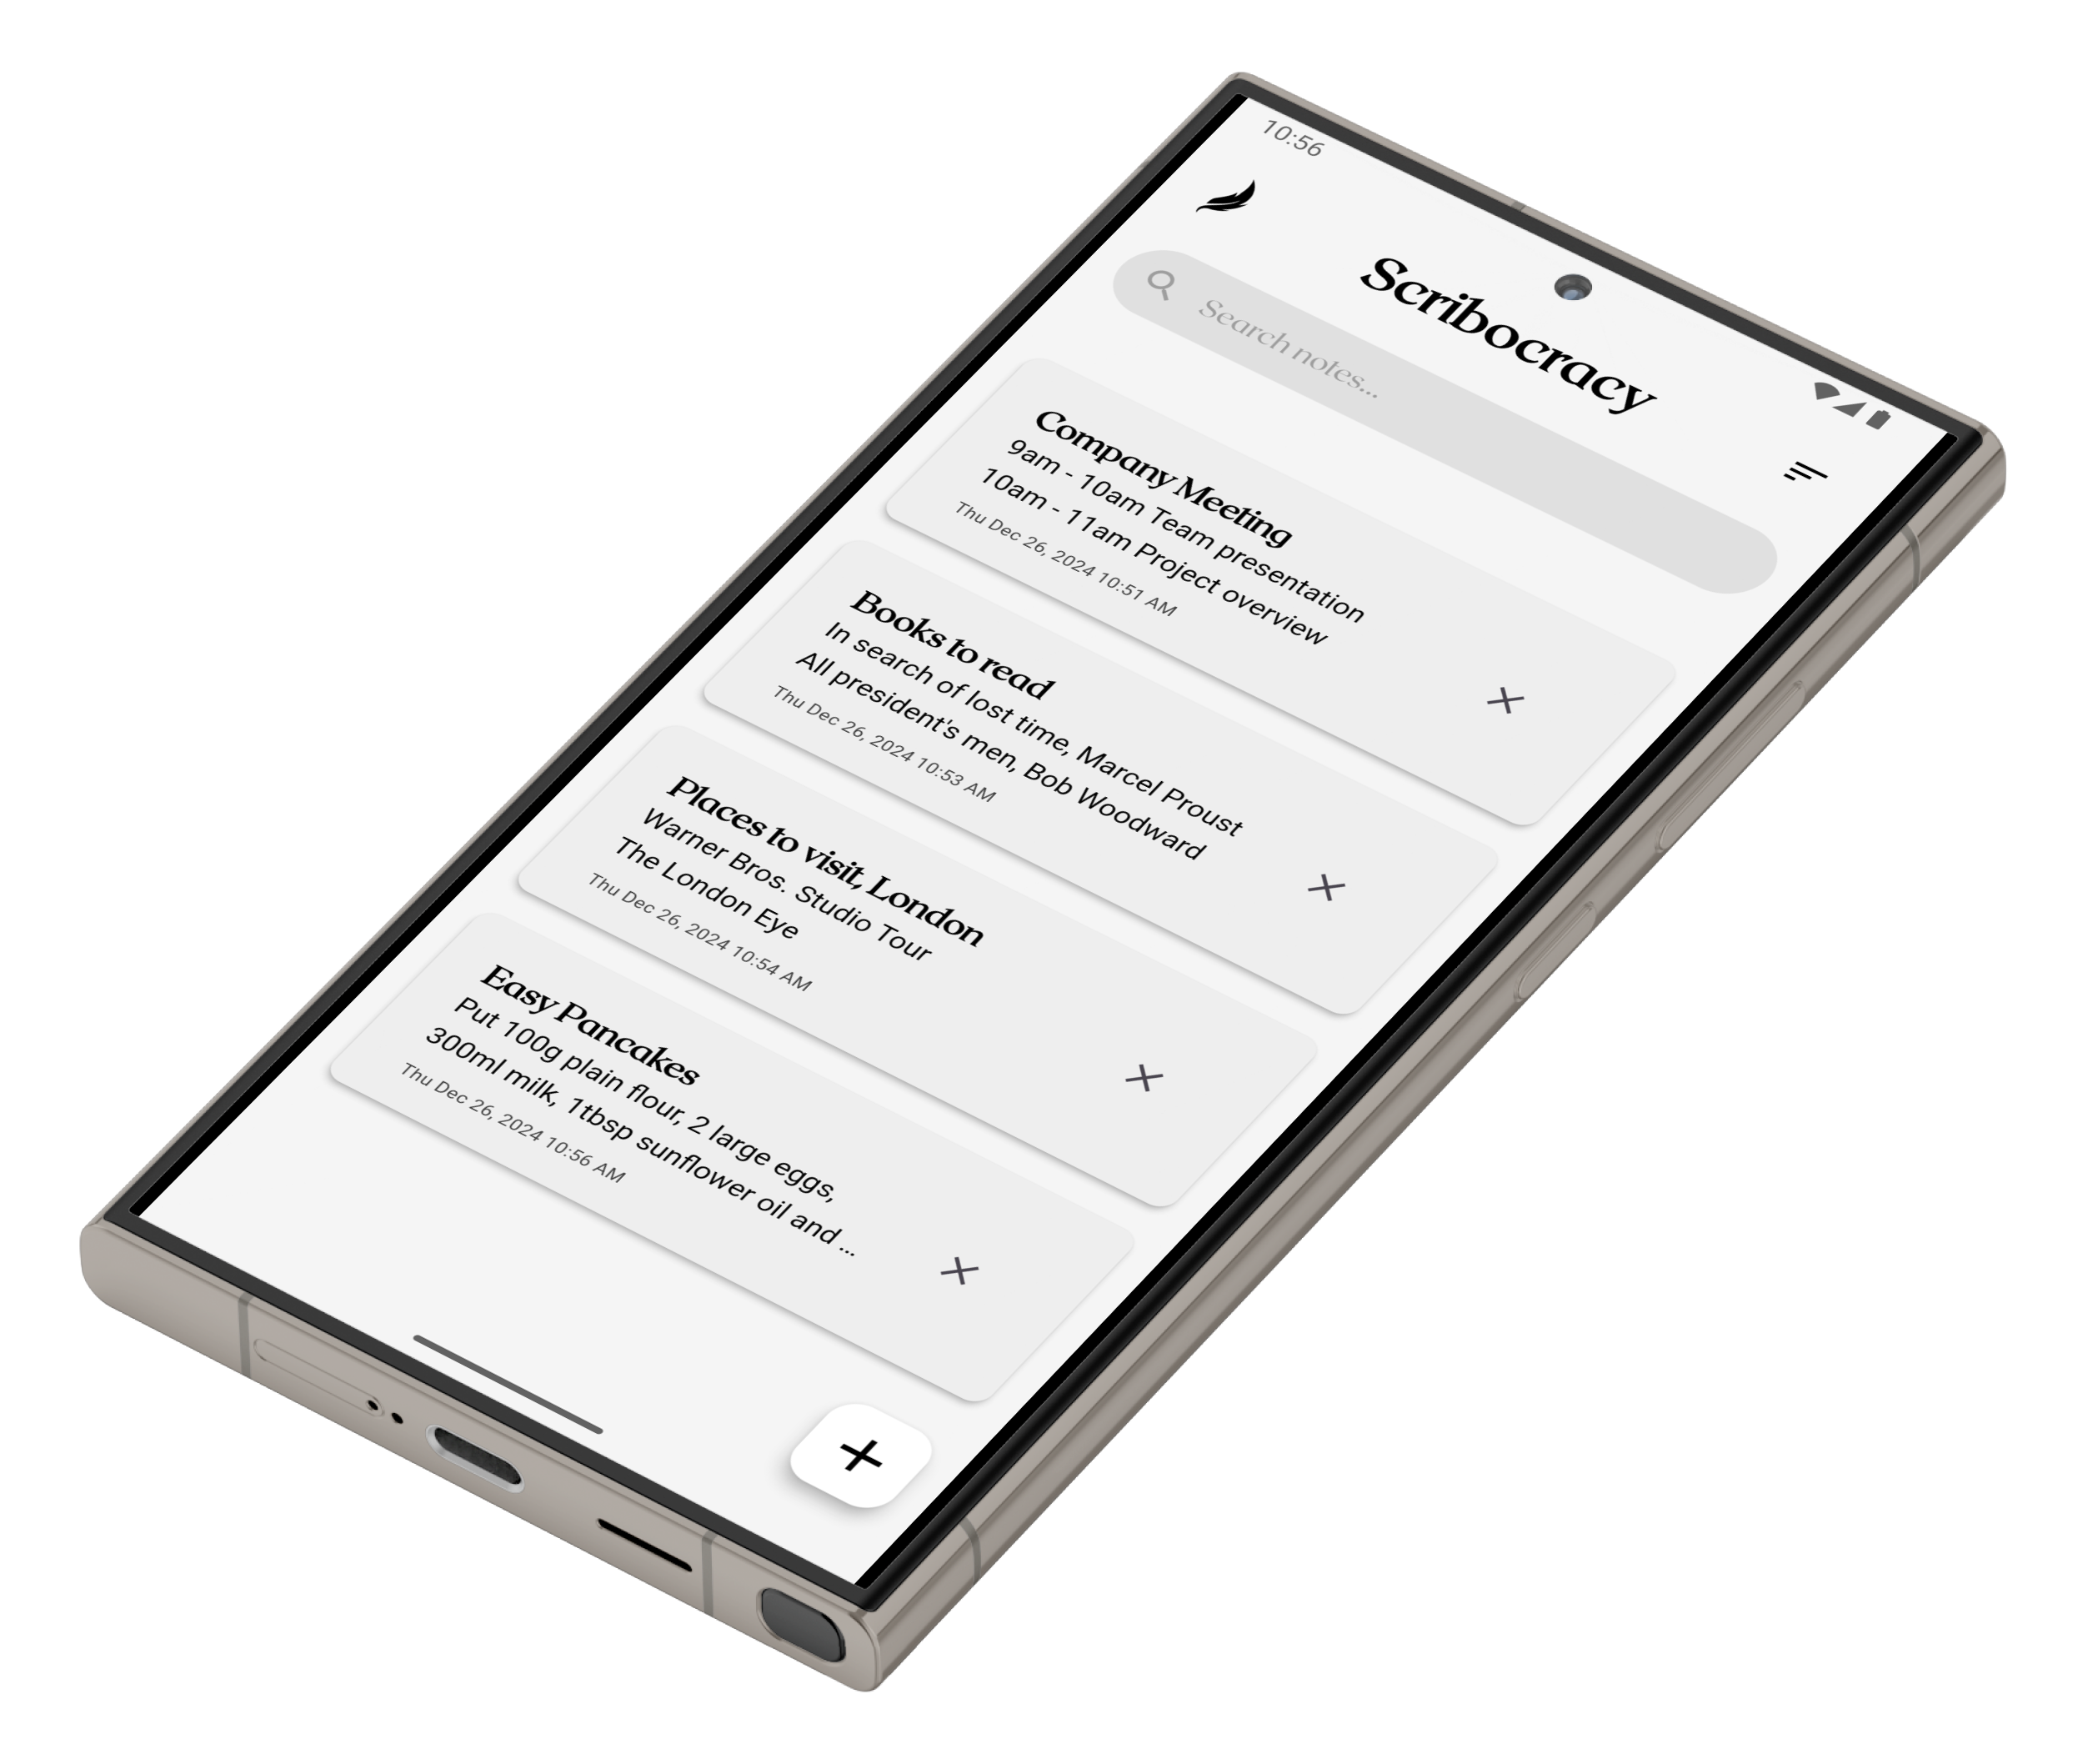 10:56
Scribocracy
Search notes...
Company Meeting
9am - 10am Team presentation
10am - 11am Project overview
Thu Dec 26, 2024 10:51 AM
Books to read
In search of lost time, Marcel Proust
All president's men, Bob Woodward
Thu Dec 26, 2024 10:53 AM
Places to visit, London
Warner Bros. Studio Tour
The London Eye
Thu Dec 26, 2024 10:54 AM
Easy Pancakes
Put 100g plain flour, 2 large eggs,
300ml milk, 1tbsp sunflower oil and ...
Thu Dec 26, 2024 10:56 AM